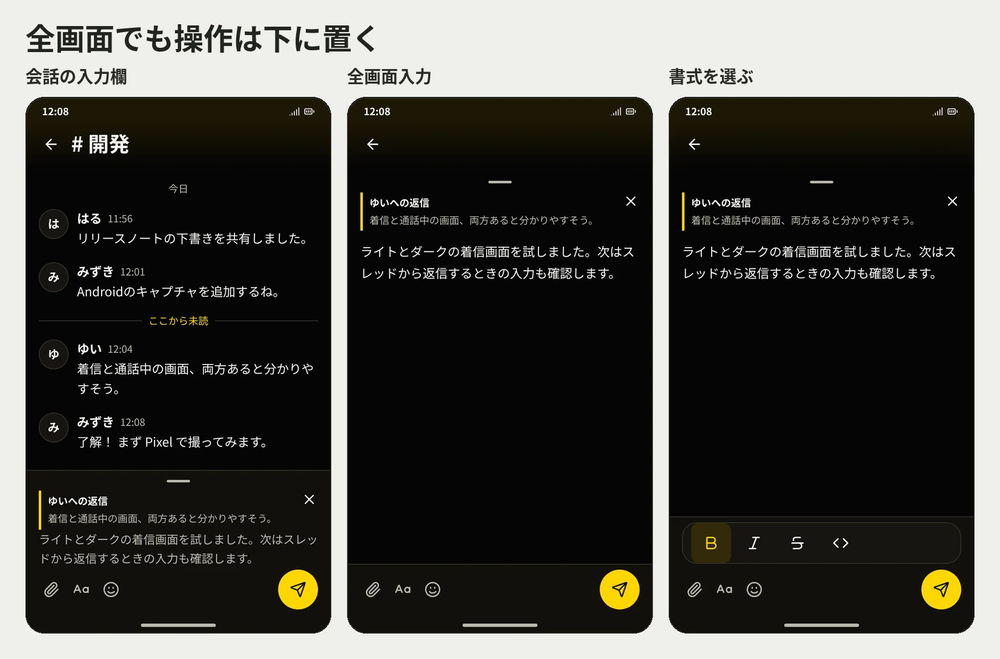 全画面でも操作は下に置く
会話の入力欄
12:08
# 開発
今日
は
はる 11:56
リリースノートの下書きを共有しました。
み
みずき 12:01
Androidのキャプチャを追加するね。
ここから未読
ゆ
ゆい 12:04
着信と通話中の画面、両方あると分かりや
すそう。
み
みずき 12:08
了解！ まず Pixel で撮ってみます。
ゆいへの返信
着信と通話中の画面、両方あると分かりやすそう。
ライトとダークの着信画面を試しました。次はスレッ
ドから返信するときの入力も確認します。
Aa
全画面入力
12:08
ゆいへの返信
着信と通話中の画面、両方あると分かりやすそう。
ライトとダークの着信画面を試しました。次はス
レッドから返信するときの入力も確認します。
Aa
書式を選ぶ
12:08
ゆいへの返信
着信と通話中の画面、両方あると分かりやすそう。
ライトとダークの着信画面を試しました。次はス
レッドから返信するときの入力も確認します。
B I S <>
Aa